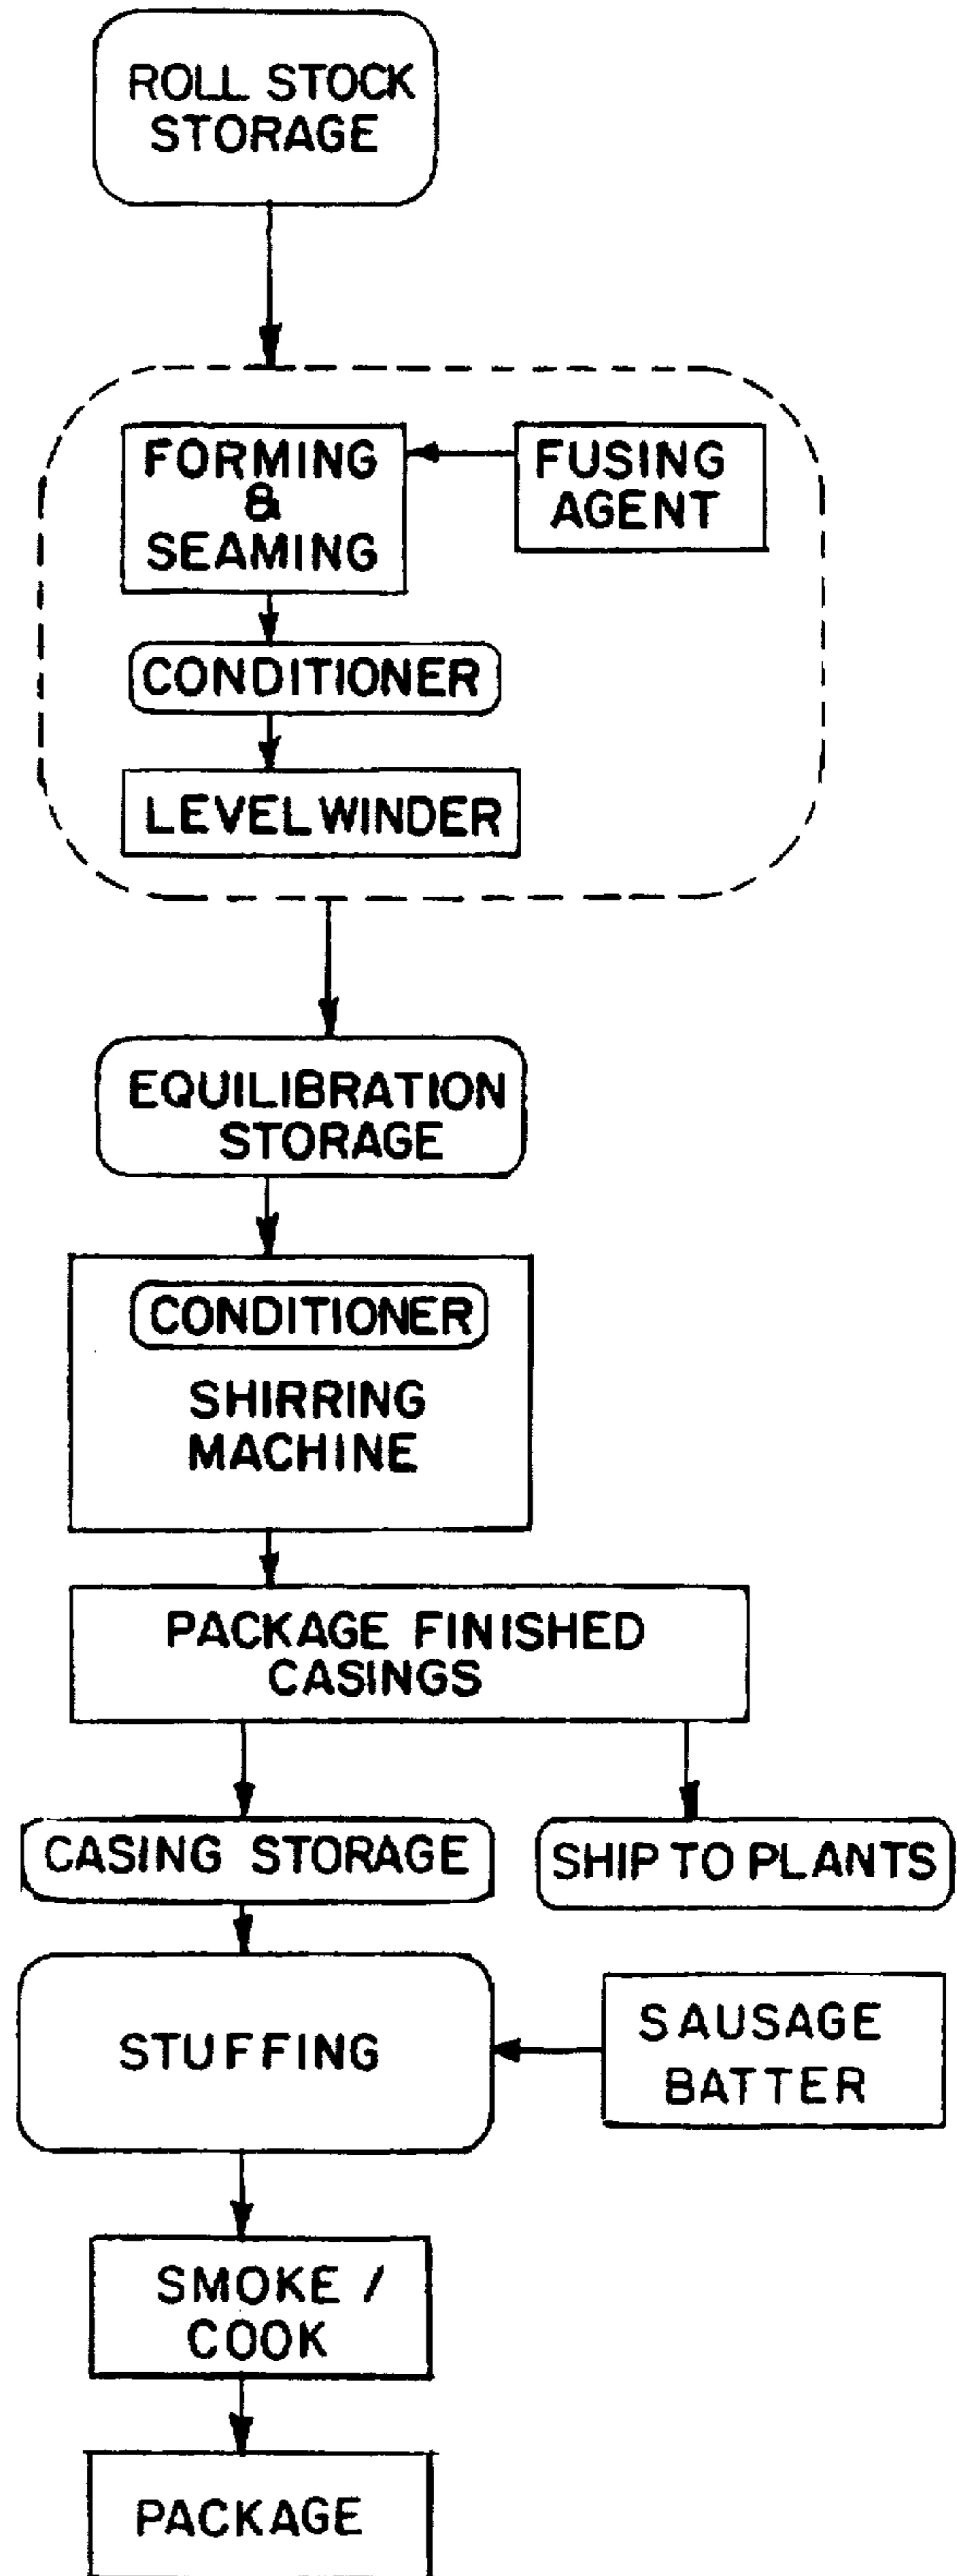 ROLL STOCK
STORAGE
FORMING
&
SEAMING
FUSING
AGENT
CONDITIONER
LEVEL WINDER
EQUILIBRATION
STORAGE
CONDITIONER
SHIRRING
MACHINE
PACKAGE FINISHED
CASINGS
CASING STORAGE
SHIP TO PLANTS
STUFFING
SAUSAGE
BATTER
SMOKE /
COOK
PACKAGE